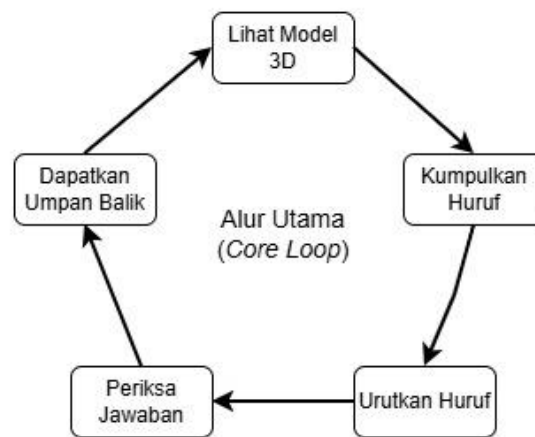 Lihat Model
3D
Dapatkan
Umpan Balik
Kumpulkan
Huruf
Alur Utama
(Core Loop)
Periksa
Jawaban
Urutkan Huruf